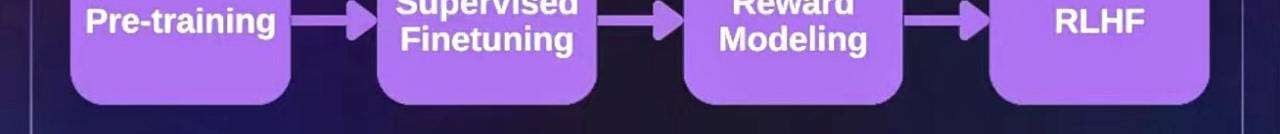 Pre-training
Supervised
Finetuning
Reward
Modeling
RLHF